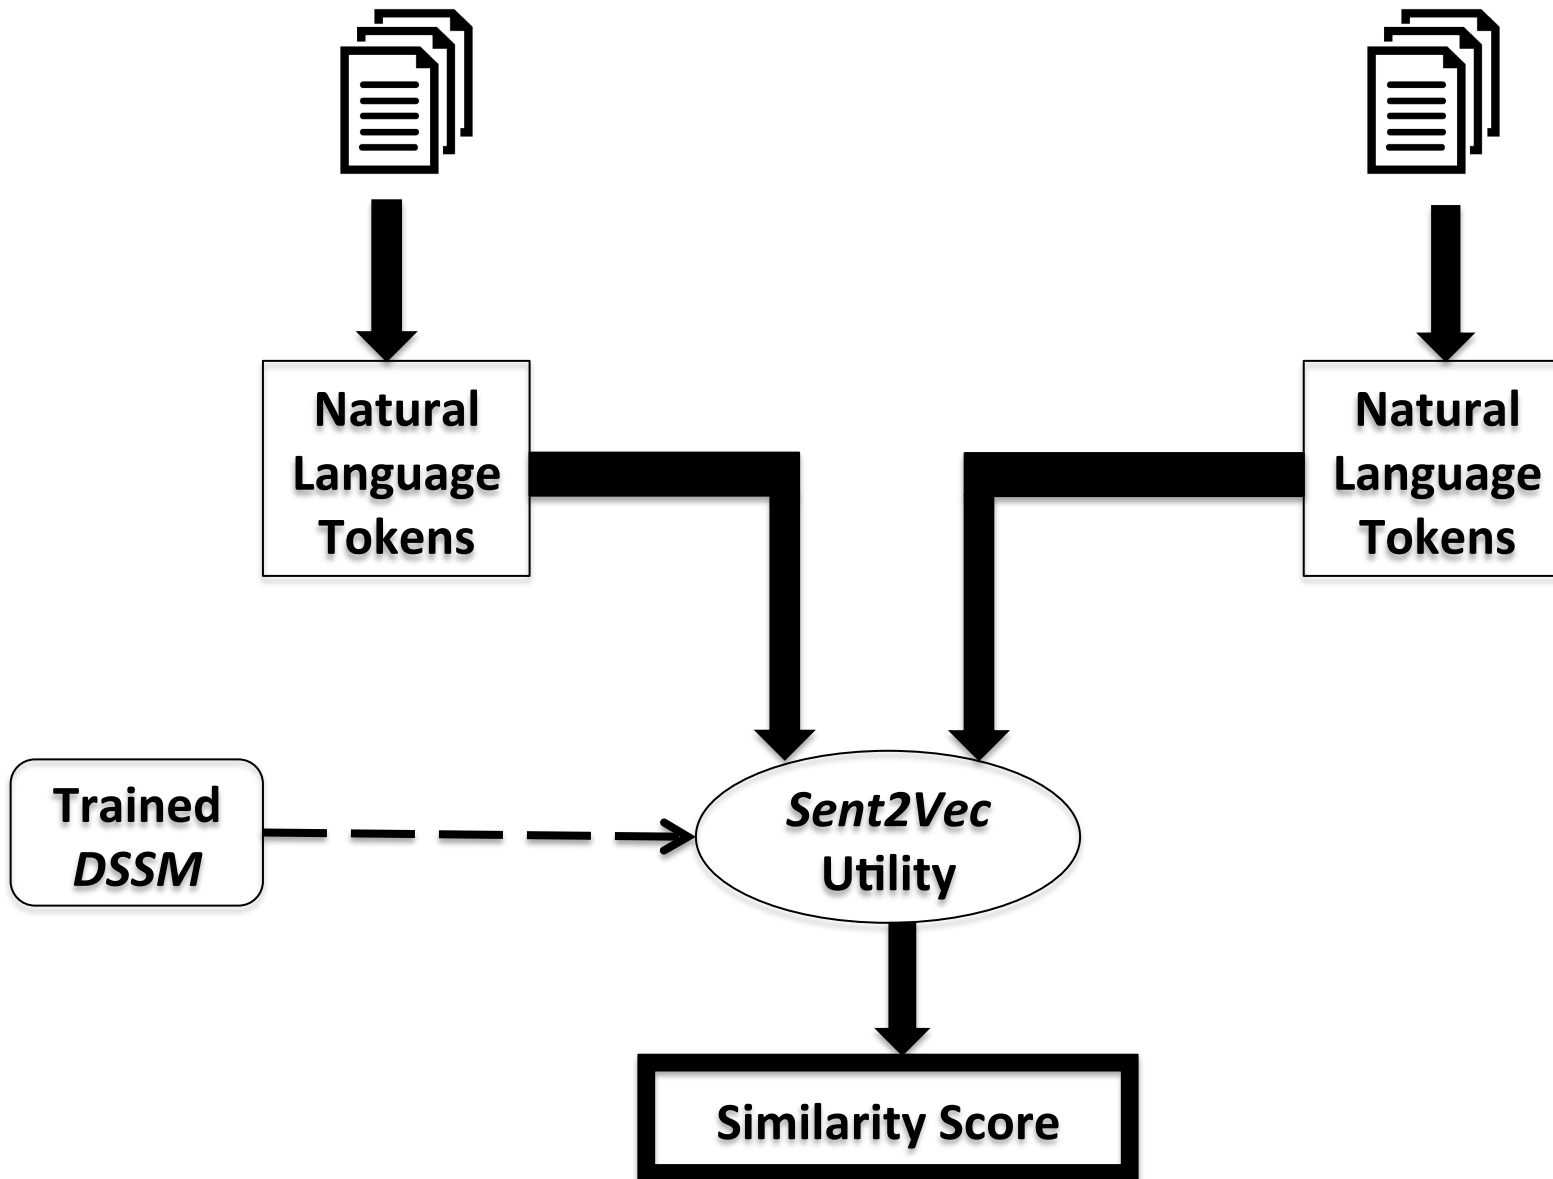 Natural
Language
Tokens
Natural
Language
Tokens
Trained
DSSM
Sent2Vec
Utility
Similarity Score